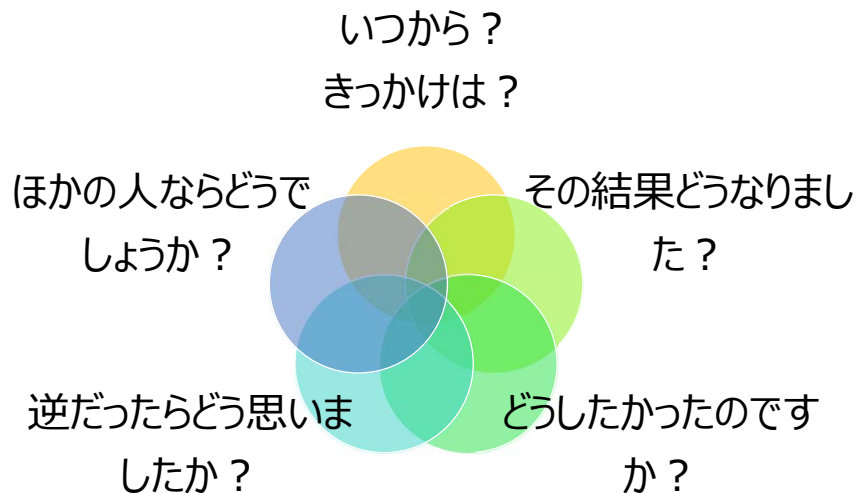 いつから？
きっかけは？
ほかの人ならどうで
しょうか？
その結果どうなりまし
た？
逆だったらどう思いま
したか？
どうしたかったのです
か？